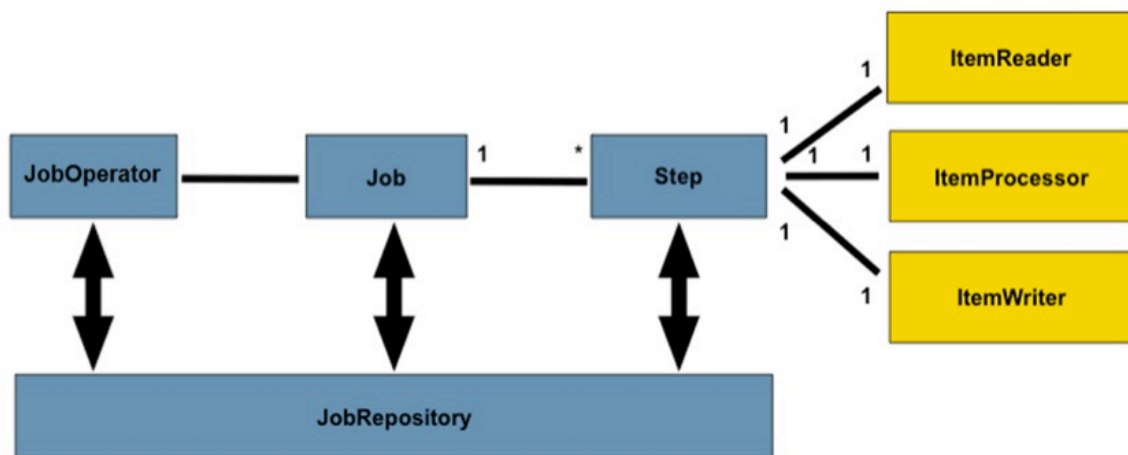 ItemReader
1
1
JobOperator
Job
1
*
Step
1
1
ItemProcessor
1
1
ItemWriter
JobRepository